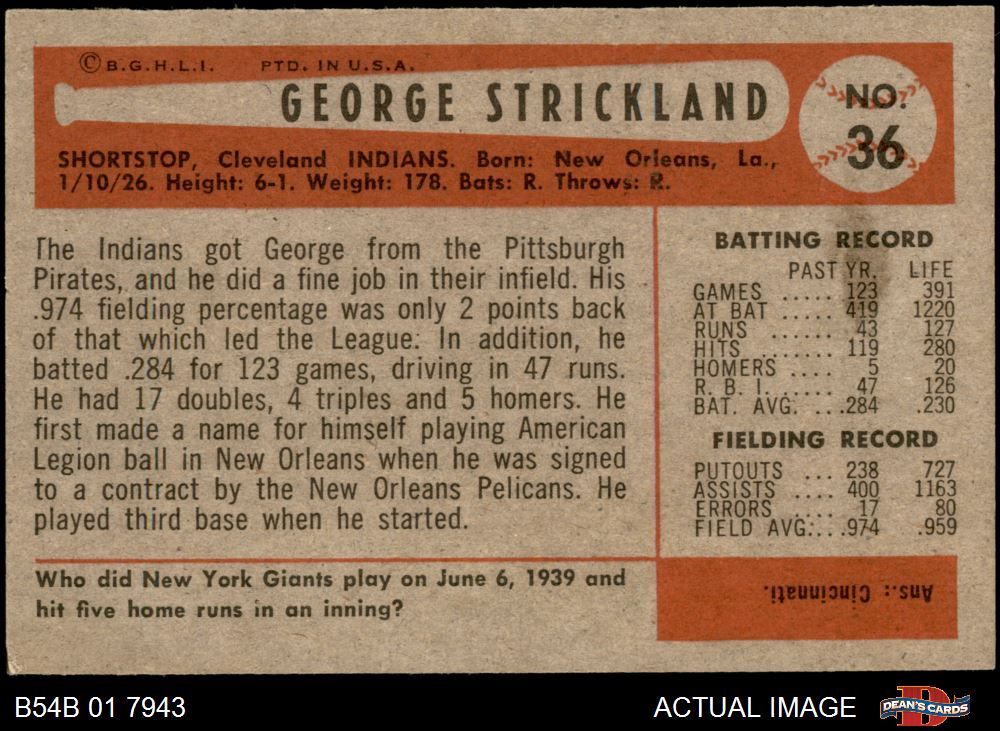 © B.G.H.L.I. PTD. IN U.S.A.
GEORGE STRICKLAND
NO.
36
SHORTSTOP, Cleveland INDIANS. Born: New Orleans, La.,
1/10/26. Height: 6-1. Weight: 178. Bats: R. Throws: R.
The Indians got George from the Pittsburgh
Pirates, and he did a fine job in their infield. His
.974 fielding percentage was only 2 points back
of that which led the League. In addition, he
batted .284 for 123 games, driving in 47 runs.
He had 17 doubles, 4 triples and 5 homers. He
first made a name for himself playing American
Legion ball in New Orleans when he was signed
to a contract by the New Orleans Pelicans. He
played third base when he started.
BATTING RECORD
PAST YR. LIFE
GAMES ..... 123 391
AT BAT ..... 419 1220
RUNS ...... 43 127
HITS ....... 119 280
HOMERS .... 5 20
R. B. I. ..... 47 126
BAT. AVG. ... .284 .230
FIELDING RECORD
PUTOUTS ... 238 .727
ASSISTS .... 400 1163
ERRORS .... 17 80
FIELD AVG. ... .974 .959
Who did New York Giants play on June 6, 1939 and
hit five home runs in an inning?
Ans.: Cincinnati.
B54B 01 7943
ACTUAL IMAGE
D
DEAN'S CARDS